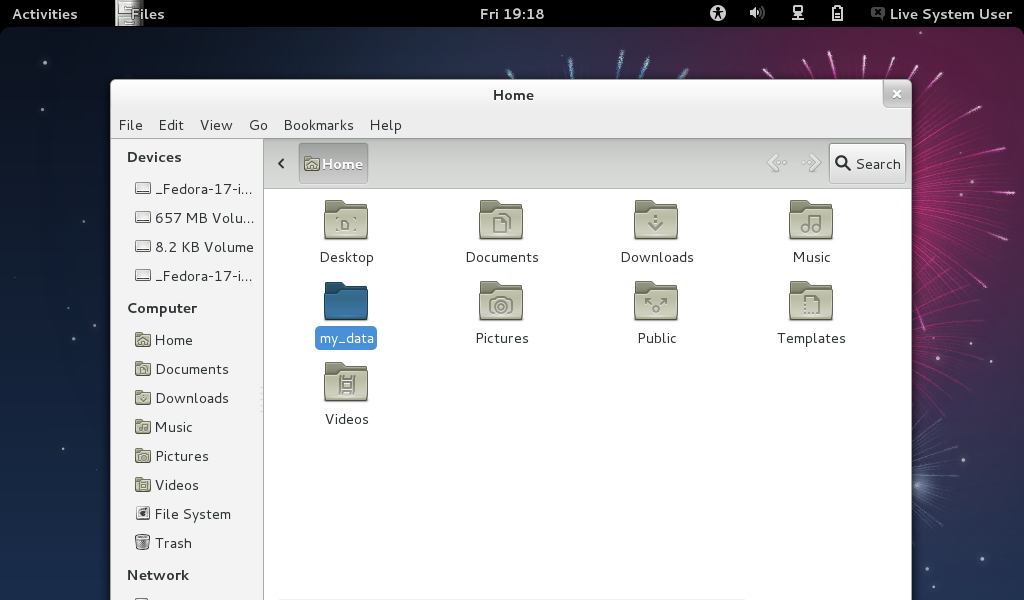 Activities Files Fri 19:18 Live System User
Home
File Edit View Go Bookmarks Help
Devices
_Fedora-17-i...
657 MB Volu...
8.2 KB Volume
_Fedora-17-i...
Computer
Home
Documents
Downloads
Music
Pictures
Videos
File System
Trash
Network
Home Search
Desktop Documents Downloads Music
my_data Pictures Public Templates
Videos